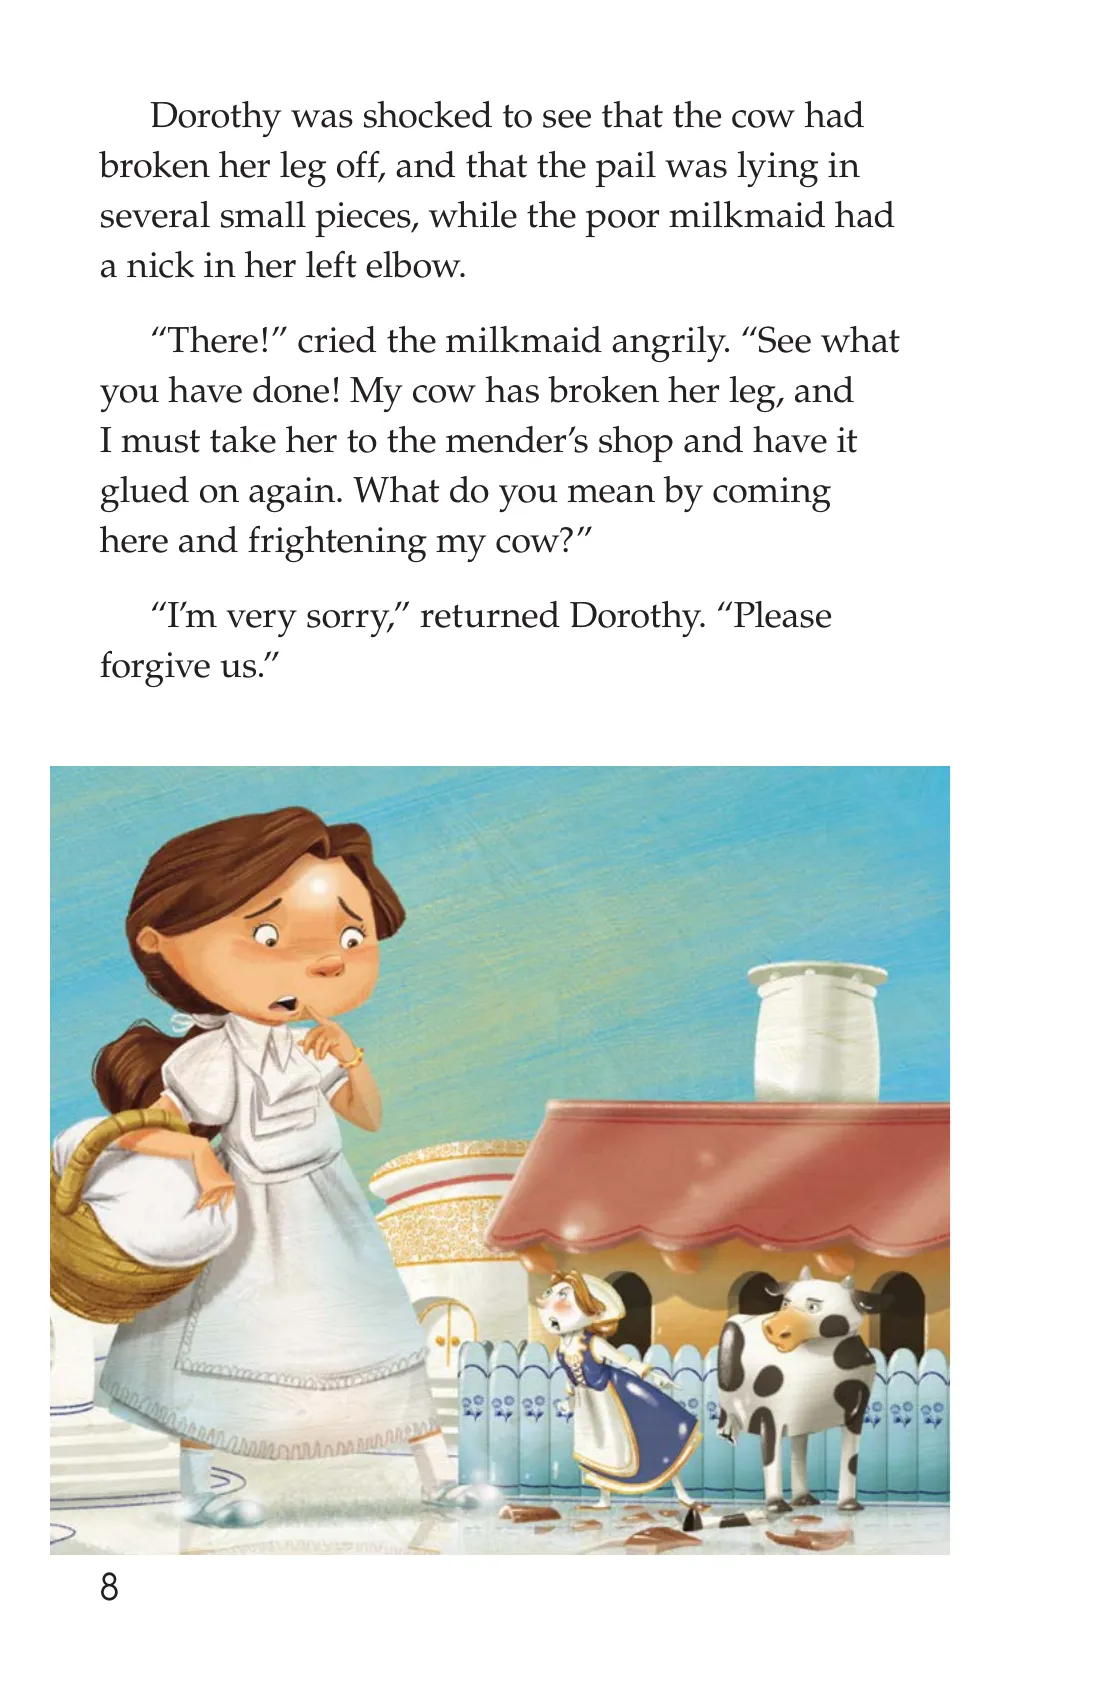 Dorothy was shocked to see that the cow had
broken her leg off, and that the pail was lying in
several small pieces, while the poor milkmaid had
a nick in her left elbow.
“There!” cried the milkmaid angrily. “See what
you have done! My cow has broken her leg, and
I must take her to the mender’s shop and have it
glued on again. What do you mean by coming
here and frightening my cow?”
“I’m very sorry,” returned Dorothy. “Please
forgive us.”
8